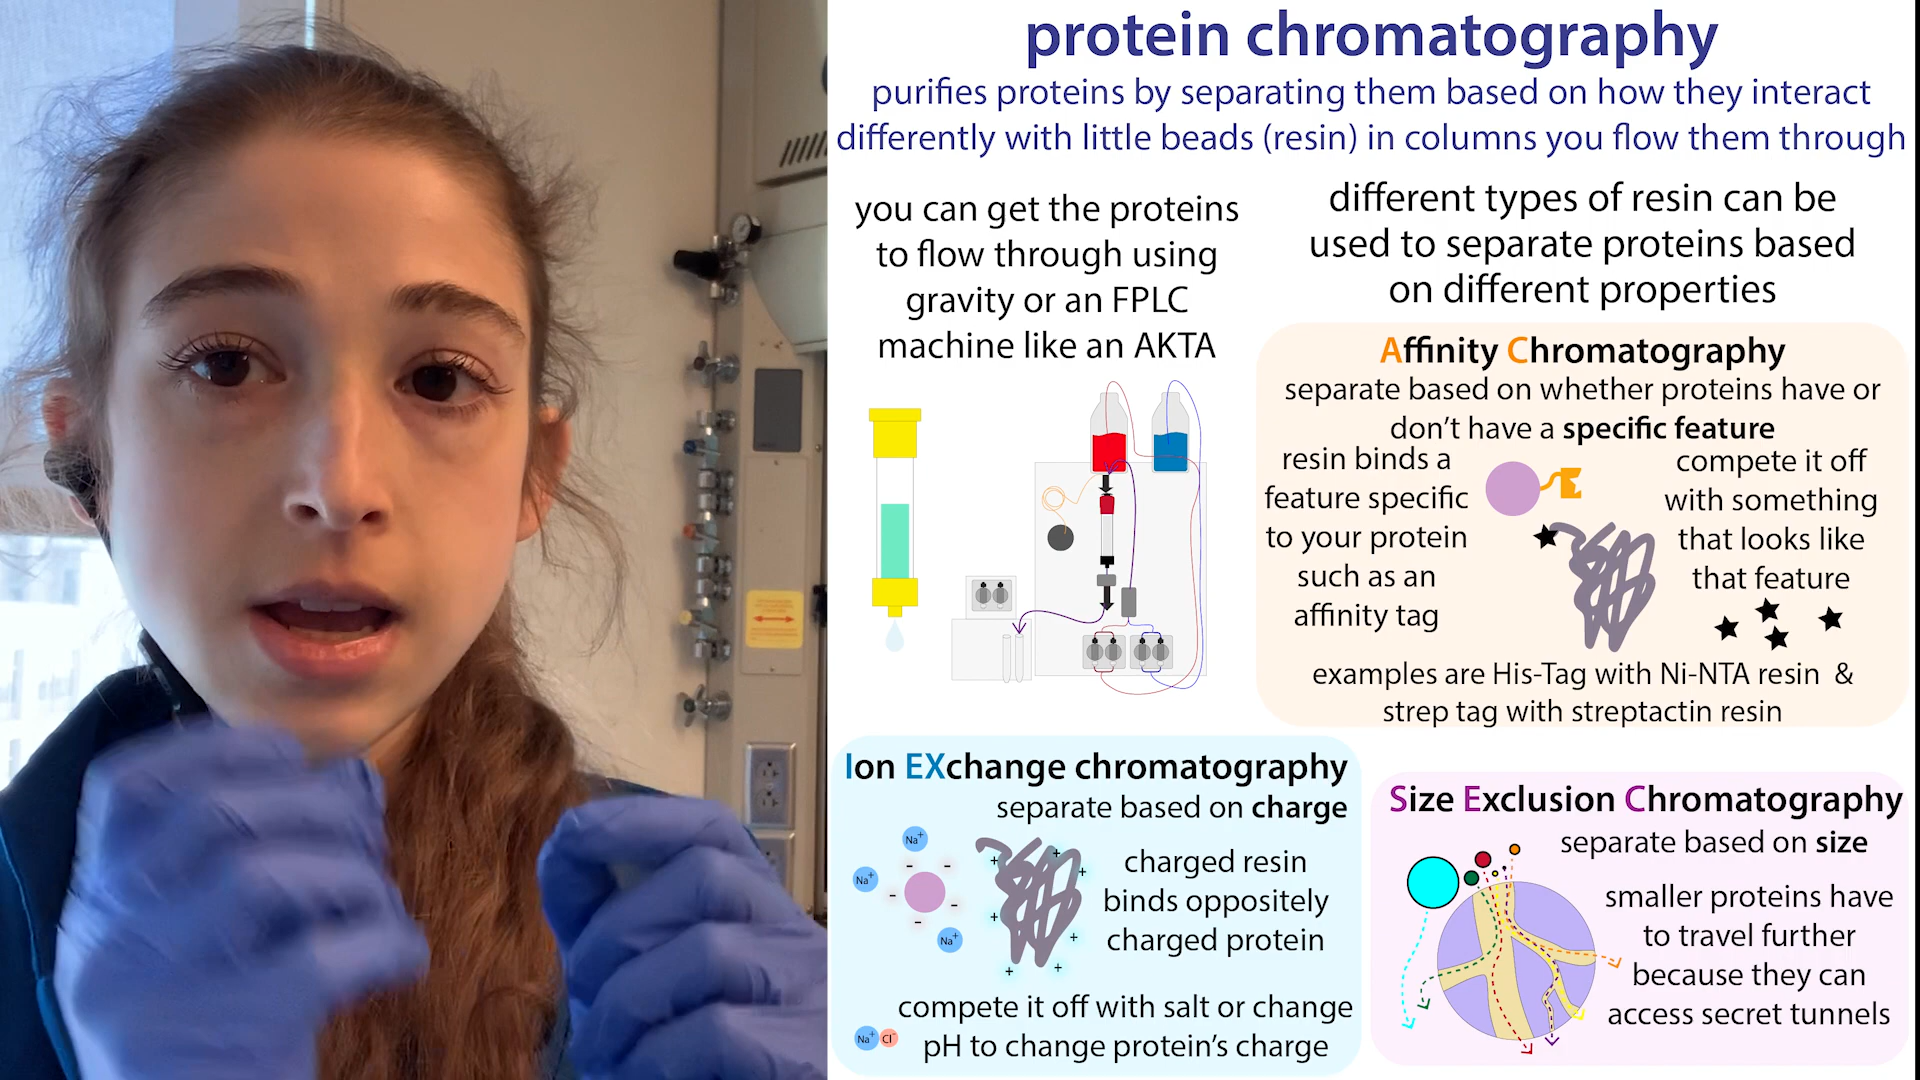 protein chromatography
purifies proteins by separating them based on how they interact
differently with little beads (resin) in columns you flow them through
you can get the proteins
to flow through using
gravity or an FPLC
machine like an AKTA
different types of resin can be
used to separate proteins based
on different properties
Affinity Chromatography
separate based on whether proteins have or
don't have a specific feature
resin binds a
feature specific
to your protein
such as an
affinity tag
compete it off
with something
that looks like
that feature
examples are His-Tag with Ni-NTA resin &
strep tag with streptactin resin
Ion EXchange chromatography
separate based on charge
Na+
Na+
Na+
charged resin
binds oppositely
charged protein
compete it off with salt or change
pH to change protein's charge
Na+ Cl-
Size Exclusion Chromatography
separate based on size
smaller proteins have
to travel further
because they can
access secret tunnels